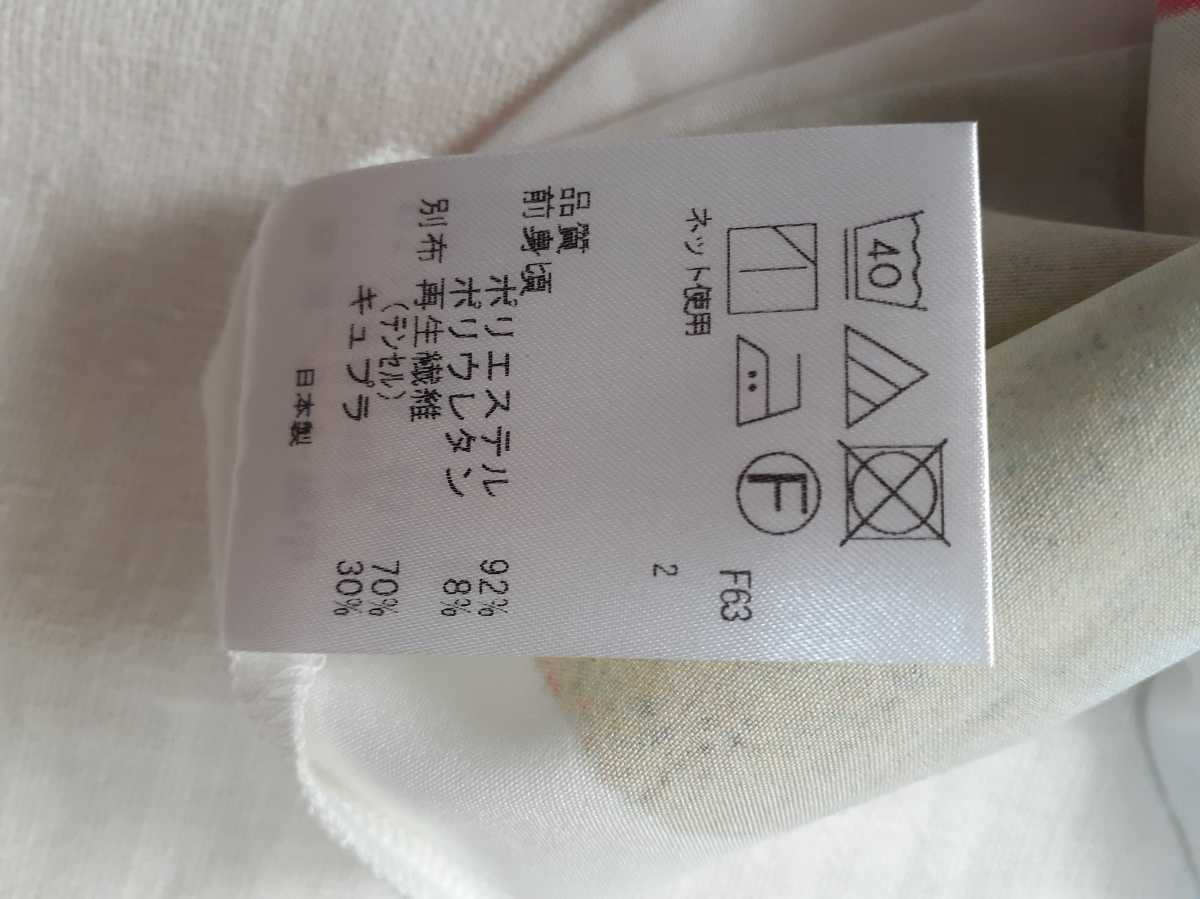 40
F
F63
ネット使用
2
品質
前身頃
ポリエステル 92%
ポリウレタン 8%
別布 再生繊維
(テンセル) 70%
キュプラ 30%
日本製